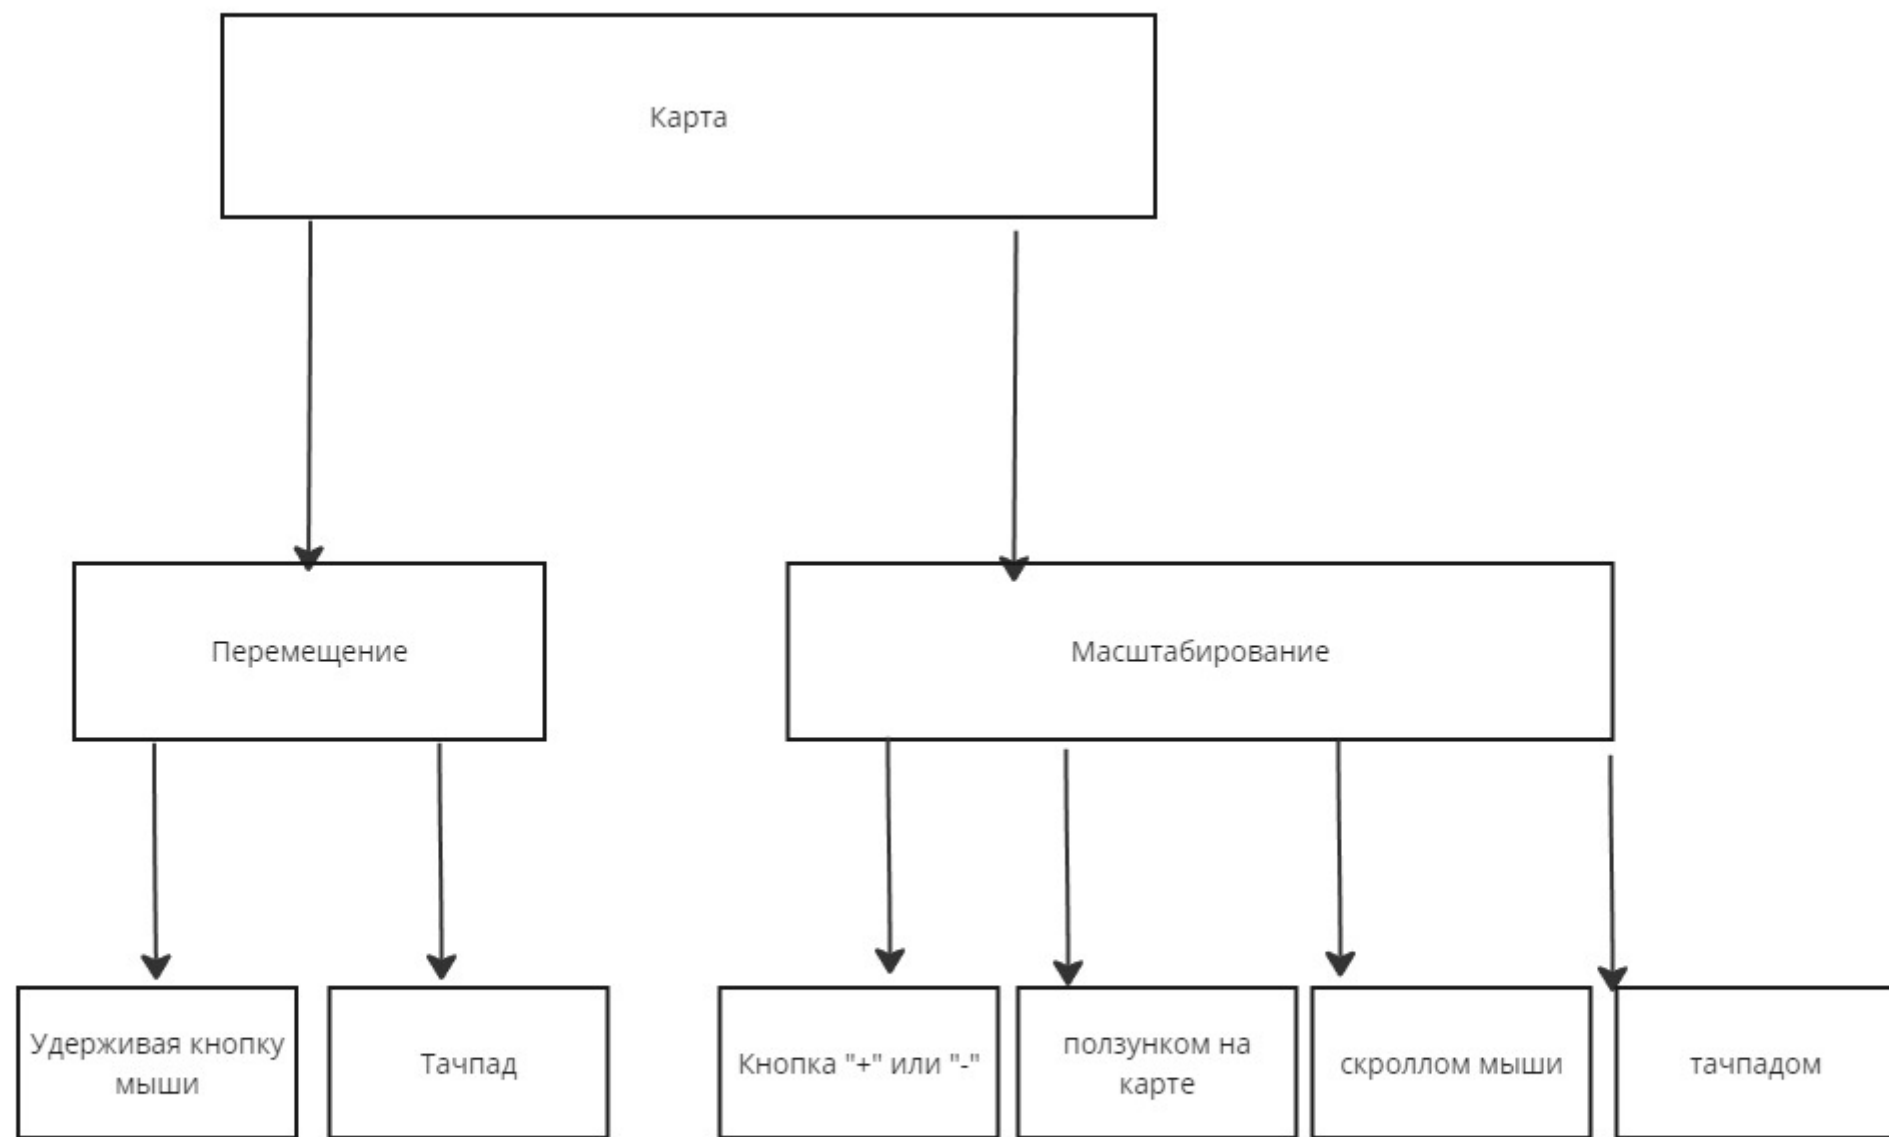 Карта
Перемещение
Масштабирование
Удерживая кнопку
мыши
Тачпад
Кнопка "+" или "-"
ползунком на
карте
скроллом мыши
тачпадом